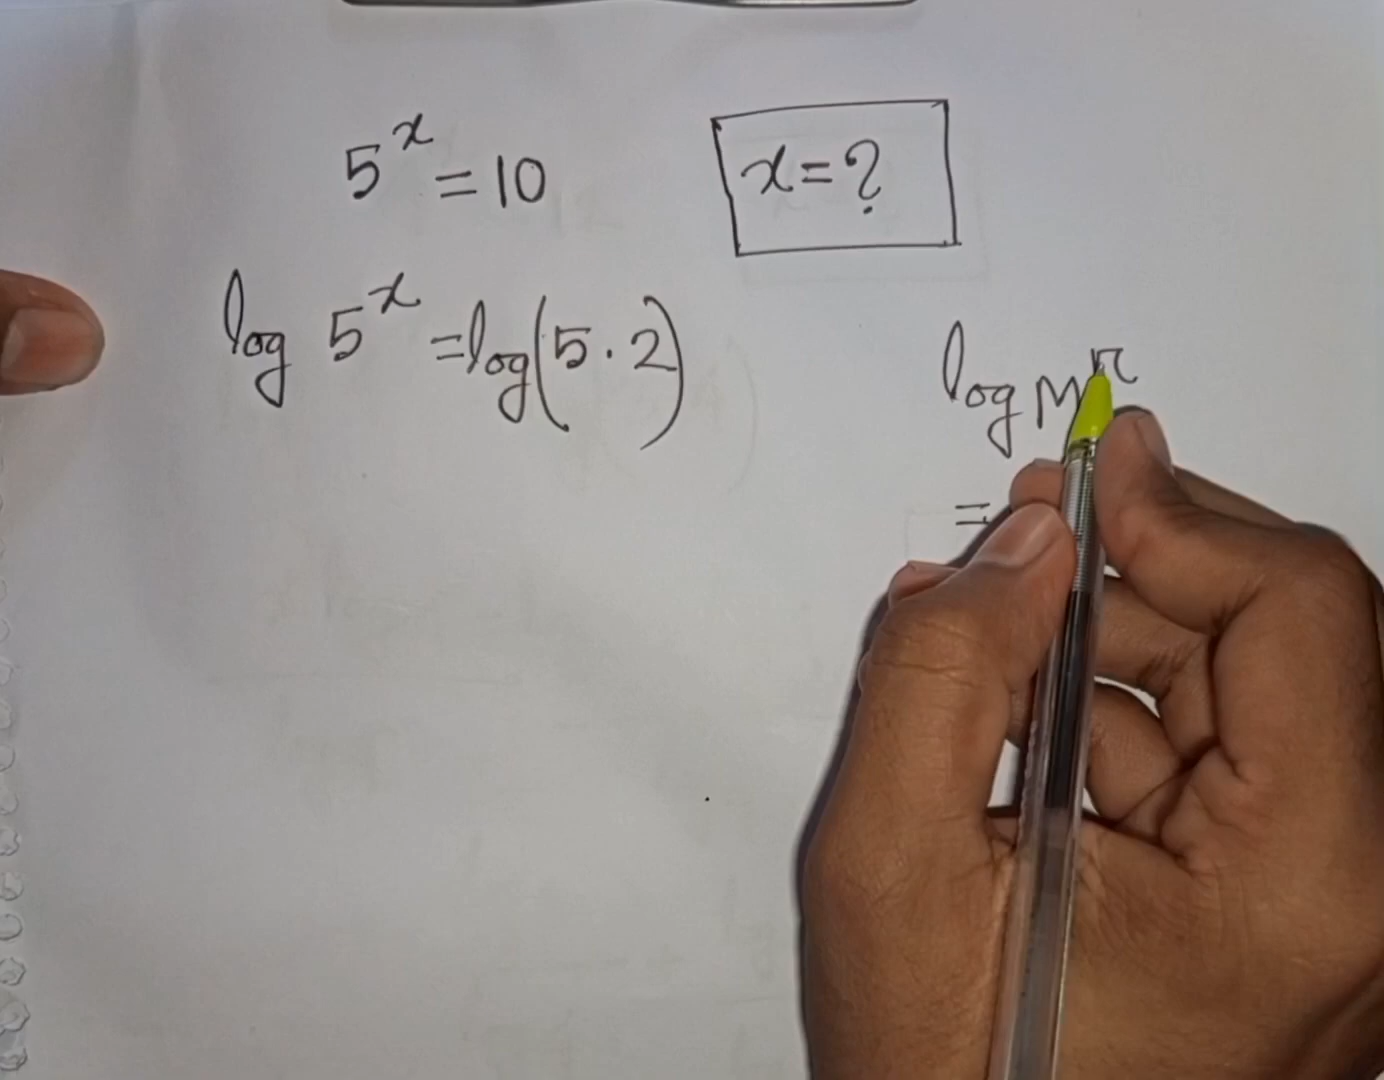 5^x = 10
x = ?
log 5^x = log(5 . 2)
log M^r
=